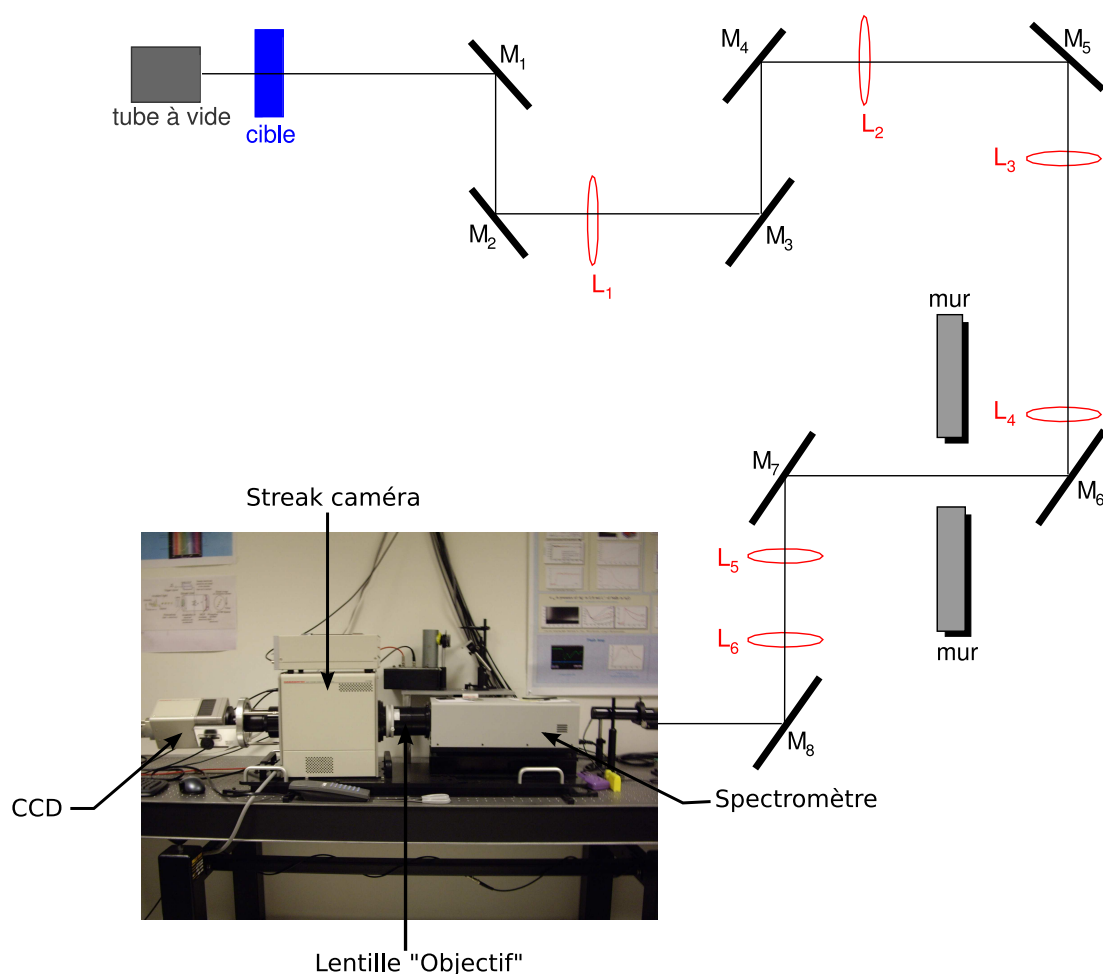 M₄
M₅
M₁
tube à vide
cible
L₂
L₃
M₂
M₃
L₁
mur
L₄
M₇
M₆
Streak caméra
L₅
L₆
mur
M₈
CCD
Spectromètre
Lentille "Objectif"